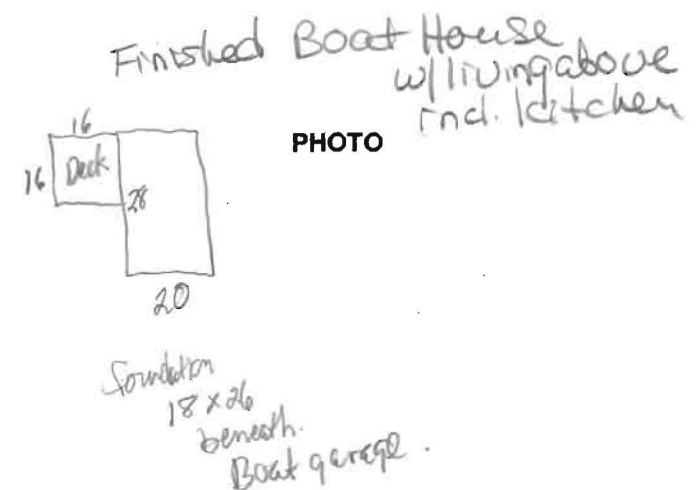 Finished Boat House
w/living above
incl. kitchen
PHOTO
16
16
Deck
28
20
foundation
18 x 26
beneath.
Boat garage.